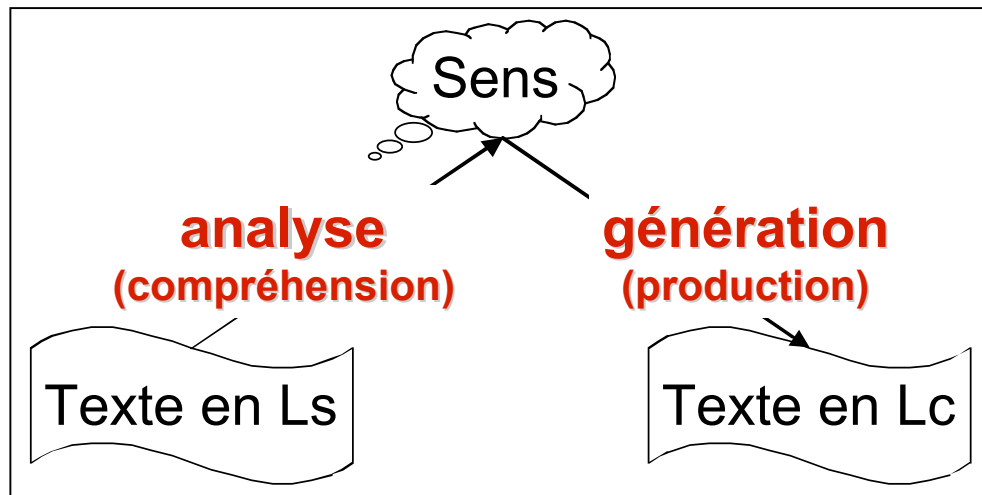 Sens
analyse
(compréhension)
génération
(production)
Texte en Ls
Texte en Lc